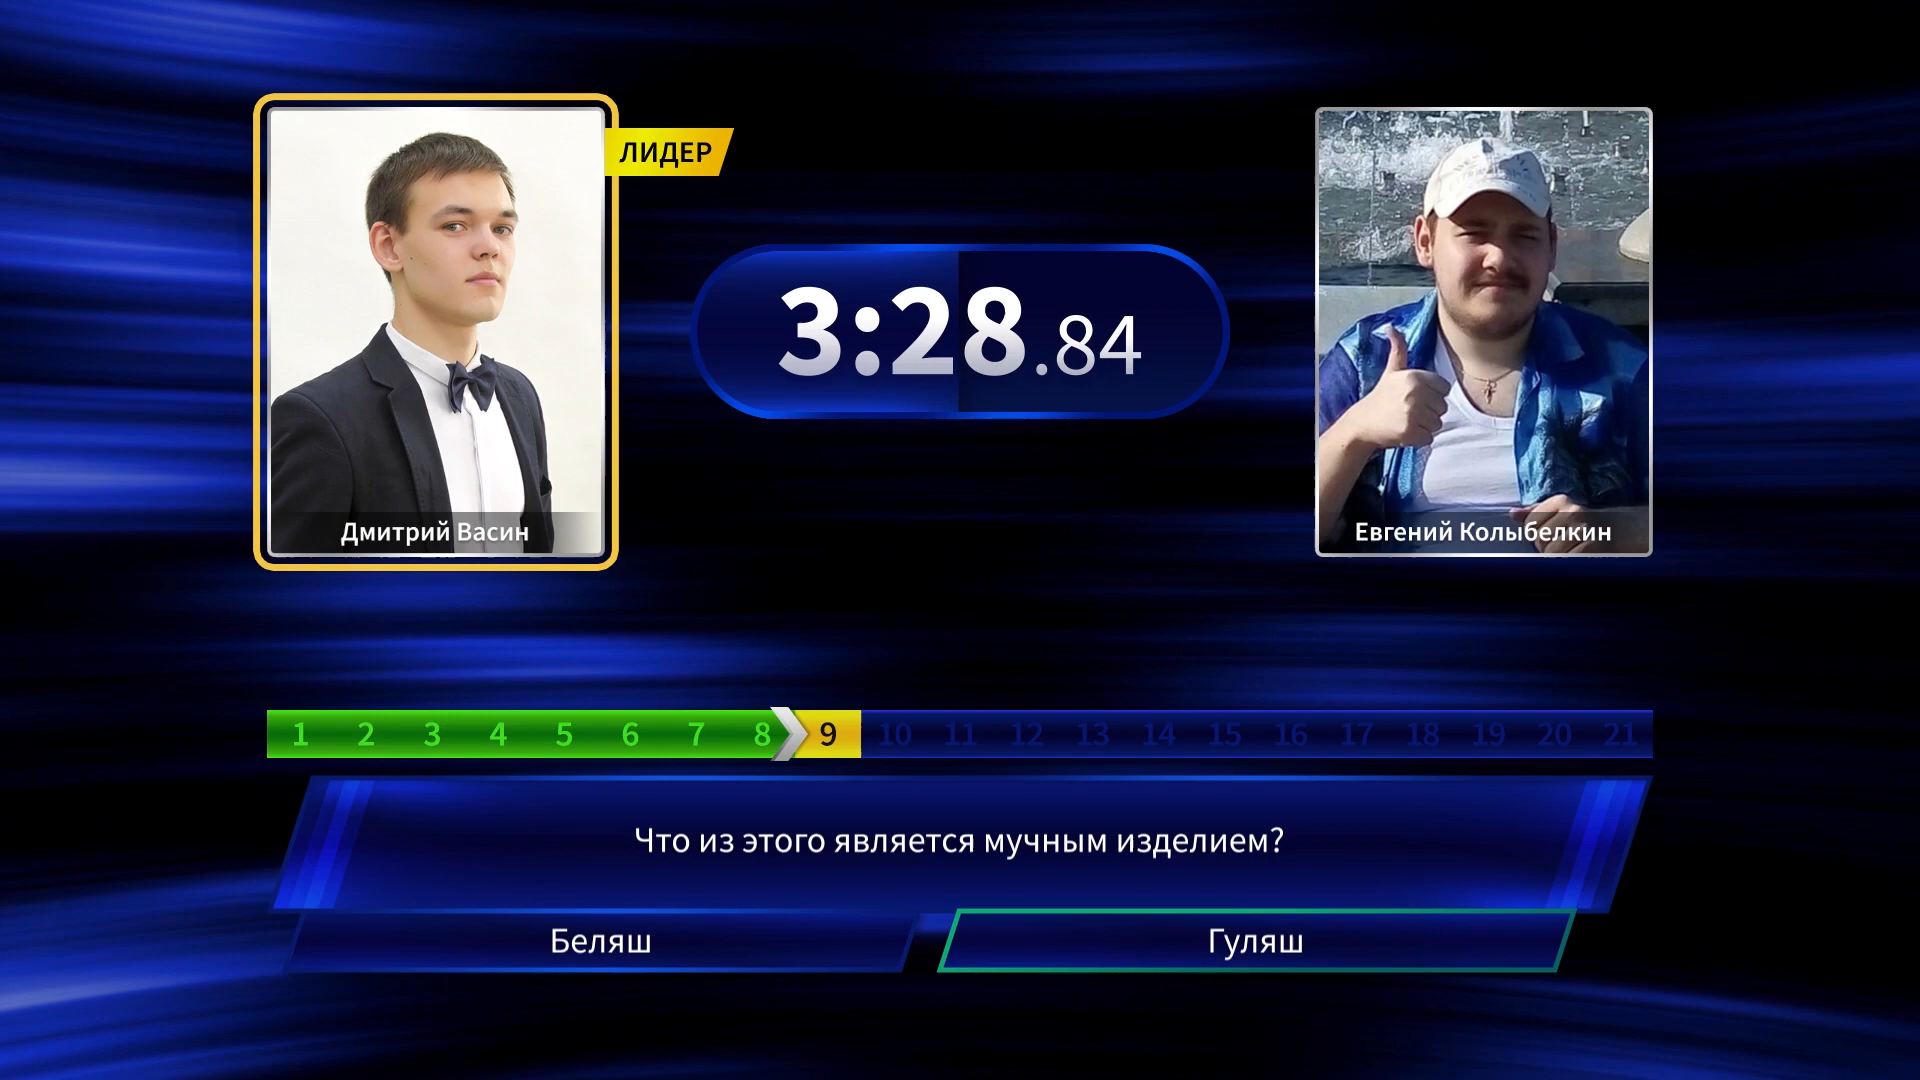 ЛИДЕР
3:28.84
Дмитрий Васин
Евгений Колыбелкин
1 2 3 4 5 6 7 8 9 10 11 12 13 14 15 16 17 18 19 20 21
Что из этого является мучным изделием?
Беляш
Гуляш